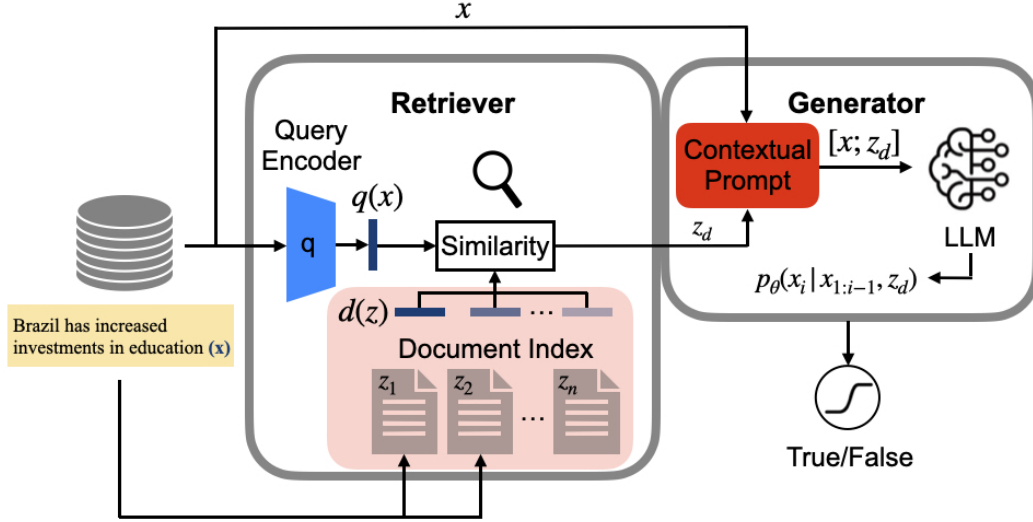 x
Retriever
Generator
Query
Encoder
q(x)
q
Similarity
Contextual
Prompt
[x; z_d]
z_d
LLM
p_θ(x_i | x_{1:i−1}, z_d)
Brazil has increased
investments in education (x)
d(z)
...
Document Index
z_1
z_2
...
z_n
True/False